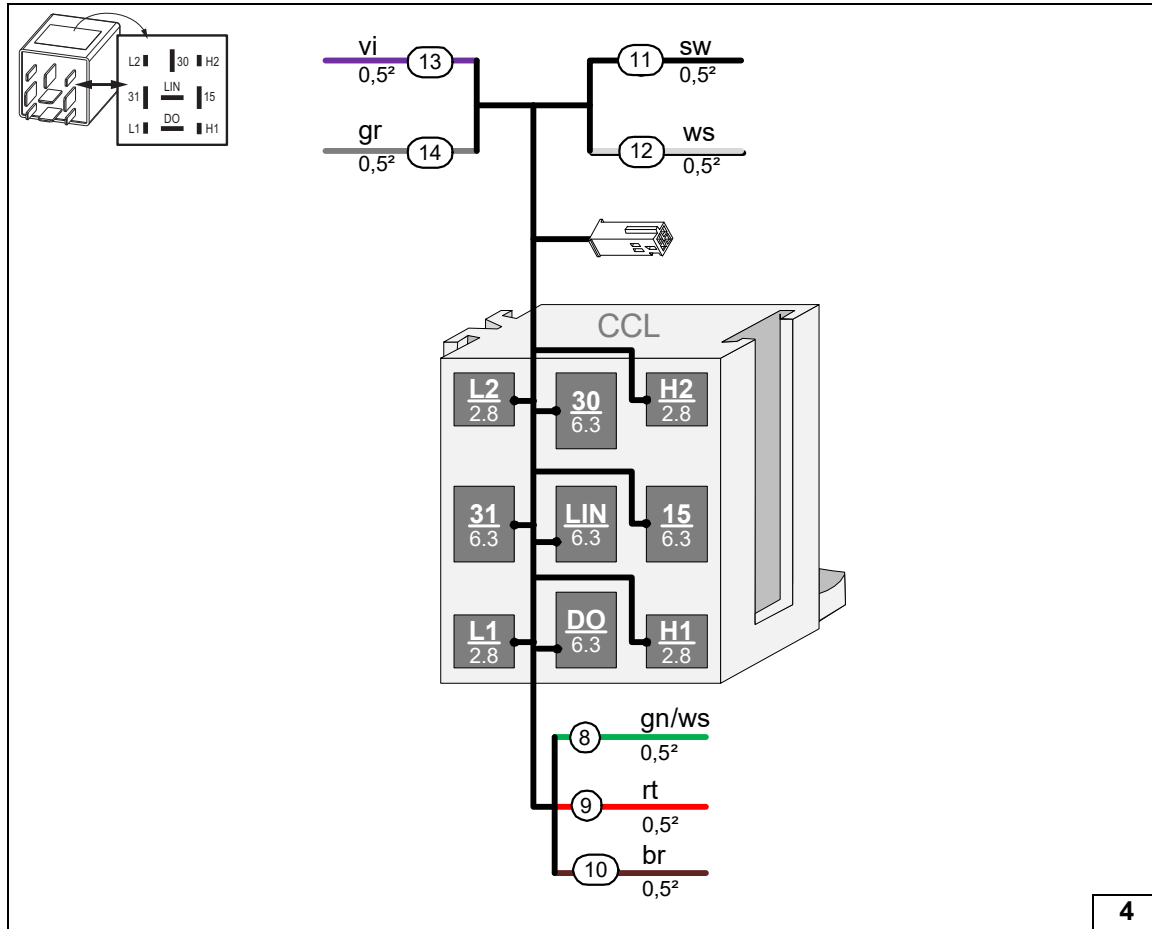 L2 30 H2
31 LIN 15
L1 DO H1
vi 13
0,5²
11 sw
0,5²
gr 14
0,5²
12 ws
0,5²
CCL
L2 30 H2
2.8 6.3 2.8
31 LIN 15
6.3 6.3 6.3
L1 DO H1
2.8 6.3 2.8
8 gn/ws
0,5²
9 rt
0,5²
10 br
0,5²
4